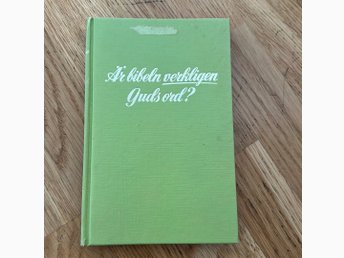 Är bibeln verkligen
Guds ord?